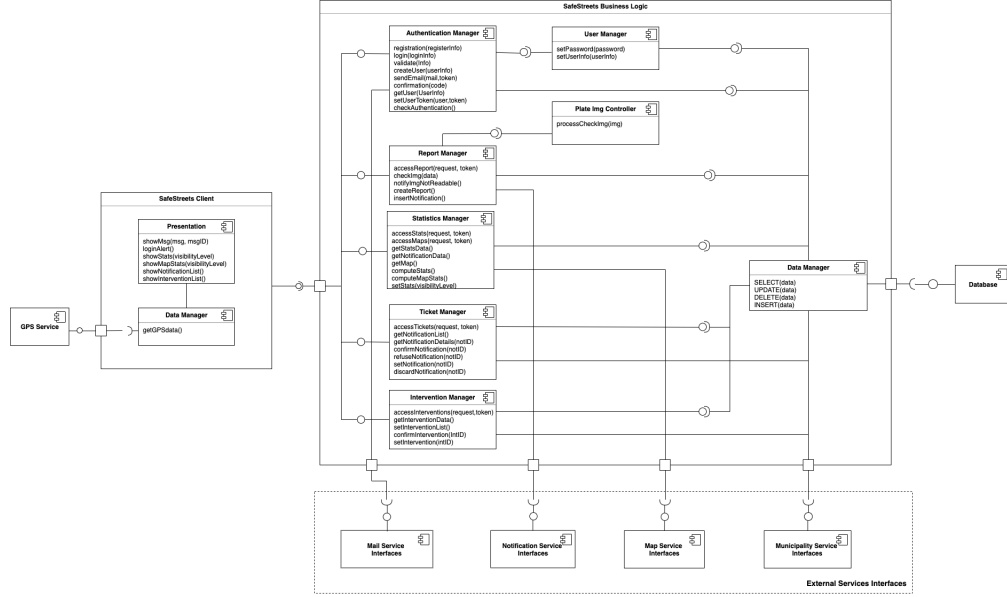 SafeStreets Business Logic
Authentication Manager
registration(registerInfo)
login(loginInfo)
validate(Info)
createUser(userInfo)
sendEmail(mail,token)
confirmation(code)
getUser(UserInfo)
setUserToken(user,token)
checkAuthentication()
User Manager
setPassword(password)
setUserInfo(userInfo)
Plate Img Controller
processCheckImg(img)
Report Manager
accessReport(request, token)
checkImg(data)
notifyImgNotReadable()
createReport()
insertNotification()
SafeStreets Client
Presentation
showMsg(msg, msgID)
loginAlert()
showStats(visibilityLevel)
showMapStats(visibilityLevel)
showNotificationList()
showInterventionList()
Data Manager
getGPSdata()
GPS Service
Statistics Manager
accessStats(request, token)
accessMaps(request, token)
getStatsData()
getNotificationData()
getMap()
computeStats()
computeMapStats()
setStats(visibilityLevel)
Data Manager
SELECT(data)
UPDATE(data)
DELETE(data)
INSERT(data)
Database
Ticket Manager
accessTickets(request, token)
getNotificationList()
getNotificationDetails(notID)
confirmNotification(notID)
refuseNotification(notID)
setNotification(notID)
discardNotification(notID)
Intervention Manager
accessInterventions(request,token)
getInterventionData()
setInterventionList()
confirmIntervention(IntID)
setIntervention(intID)
Mail Service
Interfaces
Notification Service
Interfaces
Map Service
Interfaces
Municipality Service
Interfaces
External Services Interfaces